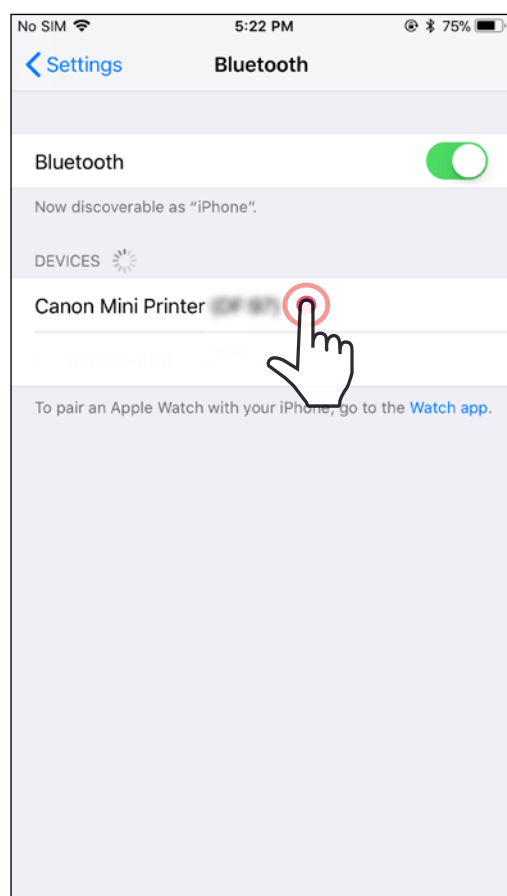 No SIM 5:22 PM 75%
Settings Bluetooth
Bluetooth
Now discoverable as “iPhone”.
DEVICES
Canon Mini Printer
To pair an Apple Watch with your iPhone, go to the Watch app.